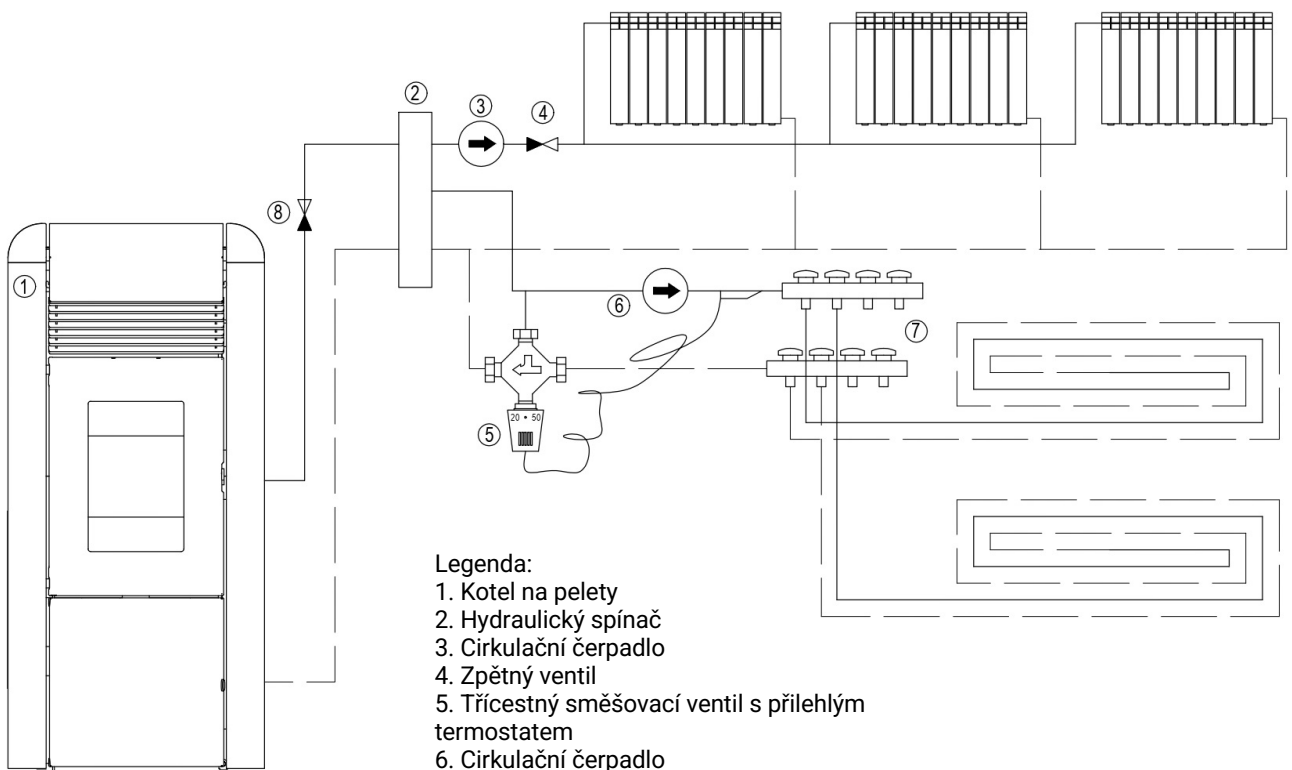 ②
③
④
⑧
①
⑥
⑦
20 • 50
⑤
Legenda:
1. Kotel na pelety
2. Hydraulický spínač
3. Cirkulační čerpadlo
4. Zpětný ventil
5. Třícestný směšovací ventil s přilehlým
termostatem
6. Cirkulační čerpadlo